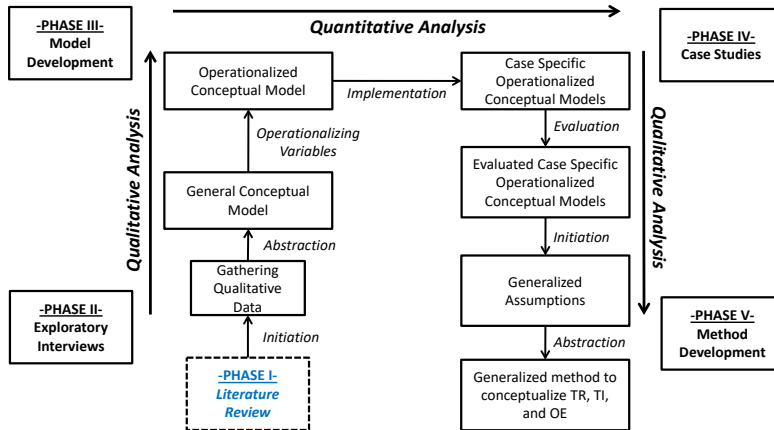 -PHASE III-
Model
Development
Quantitative Analysis
-PHASE IV-
Case Studies
Operationalized
Conceptual Model
Implementation
Case Specific
Operationalized
Conceptual Models
Operationalizing
Variables
Evaluation
Qualitative Analysis
General Conceptual
Model
Evaluated Case Specific
Operationalized
Conceptual Models
Qualitative Analysis
Abstraction
Initiation
Gathering
Qualitative
Data
Generalized
Assumptions
-PHASE II-
Exploratory
Interviews
-PHASE V-
Method
Development
Initiation
Abstraction
-PHASE I-
Literature
Review
Generalized method to
conceptualize TR, TI,
and OE